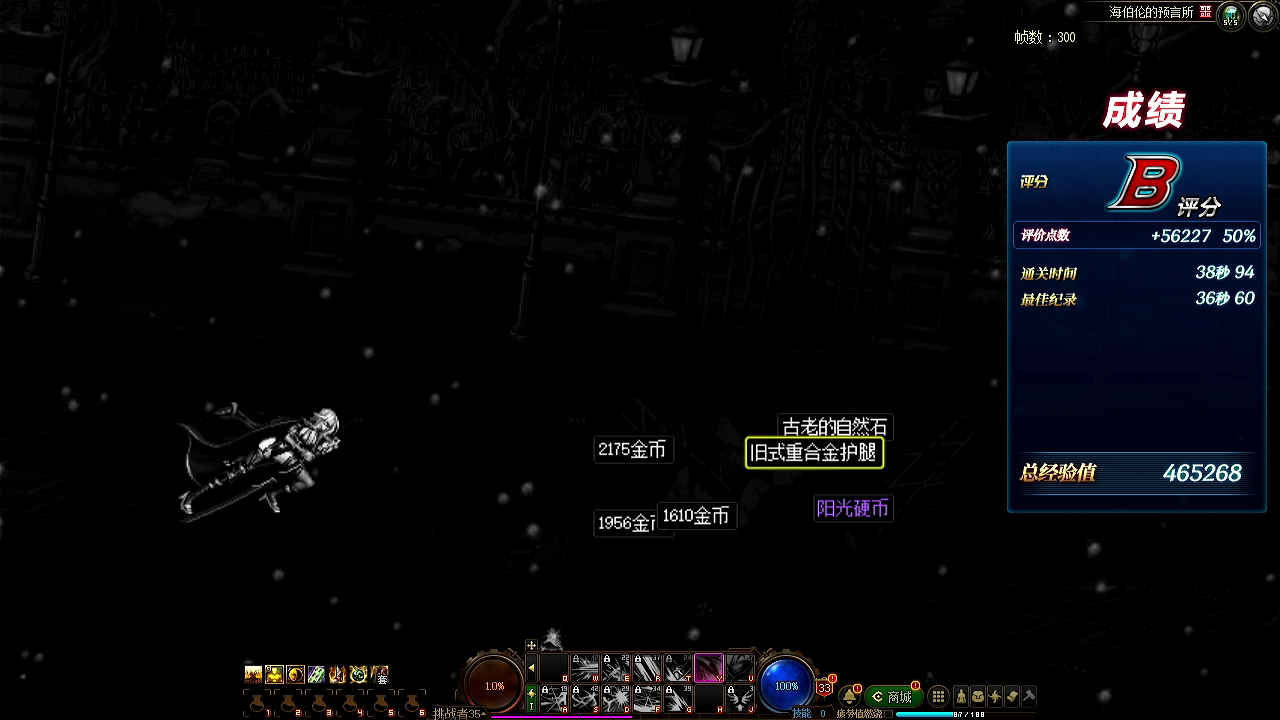 海伯伦的预言所
5/5
帧数：300
成绩
评分
B
评分
评价点数 +56227 50%
通关时间 38秒 94
最佳纪录 36秒 60
总经验值 465268
古老的自然石
旧式重合金护腿
2175金币
阳光硬币
1610金币
1956金
1.0%
100%
33
商城
挑战者35
技能 0
疲劳值燃烧